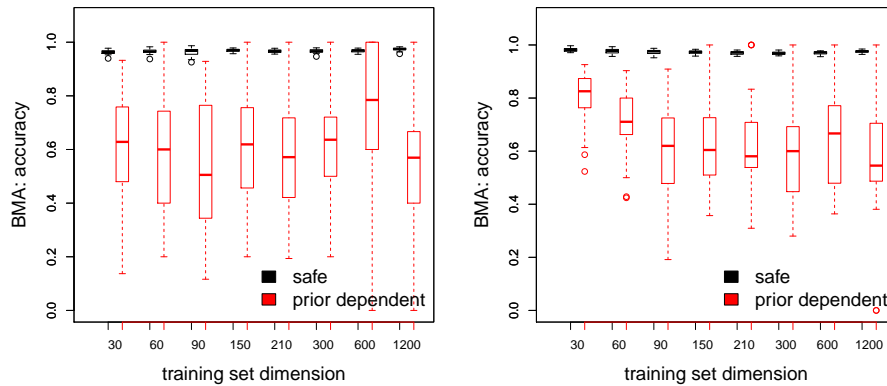 BMA: accuracy
1.0
0.8
0.6
0.4
0.2
0.0
safe
prior dependent
30 60 90 150 210 300 600 1200
training set dimension
BMA: accuracy
1.0
0.8
0.6
0.4
0.2
0.0
safe
prior dependent
30 60 90 150 210 300 600 1200
training set dimension